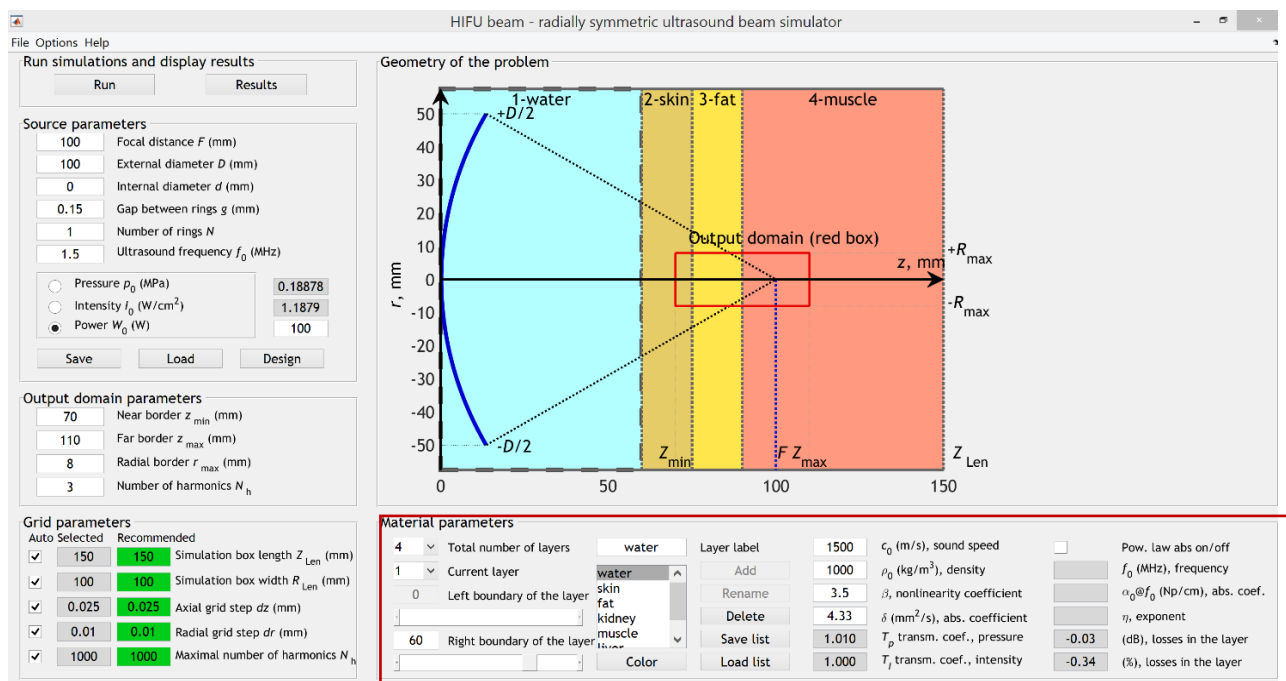 HIFU beam - radially symmetric ultrasound beam simulator
File Options Help
Run simulations and display results
Run Results
Source parameters
100 Focal distance F (mm)
100 External diameter D (mm)
0 Internal diameter d (mm)
0.15 Gap between rings g (mm)
1 Number of rings N
1.5 Ultrasound frequency f0 (MHz)
Pressure p0 (MPa) 0.18878
Intensity I0 (W/cm2) 1.1879
Power W0 (W) 100
Save Load Design
Output domain parameters
70 Near border zmin (mm)
110 Far border zmax (mm)
8 Radial border rmax (mm)
3 Number of harmonics Nh
Grid parameters
Auto Selected Recommended
150 150 Simulation box length ZLen (mm)
100 100 Simulation box width RLen (mm)
0.025 0.025 Axial grid step dz (mm)
0.01 0.01 Radial grid step dr (mm)
1000 1000 Maximal number of harmonics Nh
Geometry of the problem
1-water 2-skin 3-fat 4-muscle
50 +D/2
40
30
20
10 Output domain (red box) +Rmax
0 z, mm
r, mm
-10 -Rmax
-20
-30
-40
-50 -D/2 Zmin F Zmax ZLen
0 50 100 150
Material parameters
4 Total number of layers water Layer label 1500 c0 (m/s), sound speed Pow. law abs on/off
1 Current layer water Add 1000 ρ0 (kg/m3), density f0 (MHz), frequency
0 Left boundary of the layer skin fat Rename 3.5 β, nonlinearity coefficient α0@f0 (Np/cm), abs. coef.
kidney Delete 4.33 δ (mm2/s), abs. coefficient η, exponent
60 Right boundary of the layer muscle liver Save list 1.010 Tp transm. coef., pressure -0.03 (dB), losses in the layer
Color Load list 1.000 TI transm. coef., intensity -0.34 (%), losses in the layer